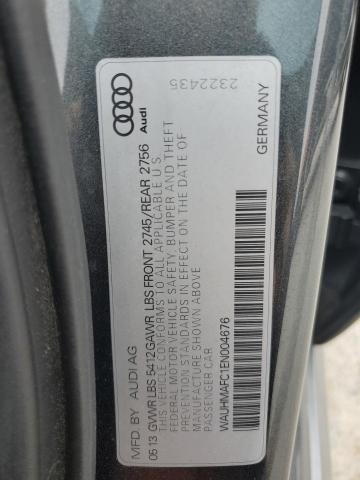 Audi
MFD BY AUDI AG
06 13 GVWR LBS 5412 GAWR LBS FRONT 2745/REAR 2756
THIS VEHICLE CONFORMS TO ALL APPLICABLE U S
FEDERAL MOTOR VEHICLE SAFETY, BUMPER AND THEFT
STANDARDS IN EFFECT ON THE DATE OF
MANUFACTURE SHOWN ABOVE
PASSENGER CAR
WAUHMAFC1EN004676
GERMANY
2322435